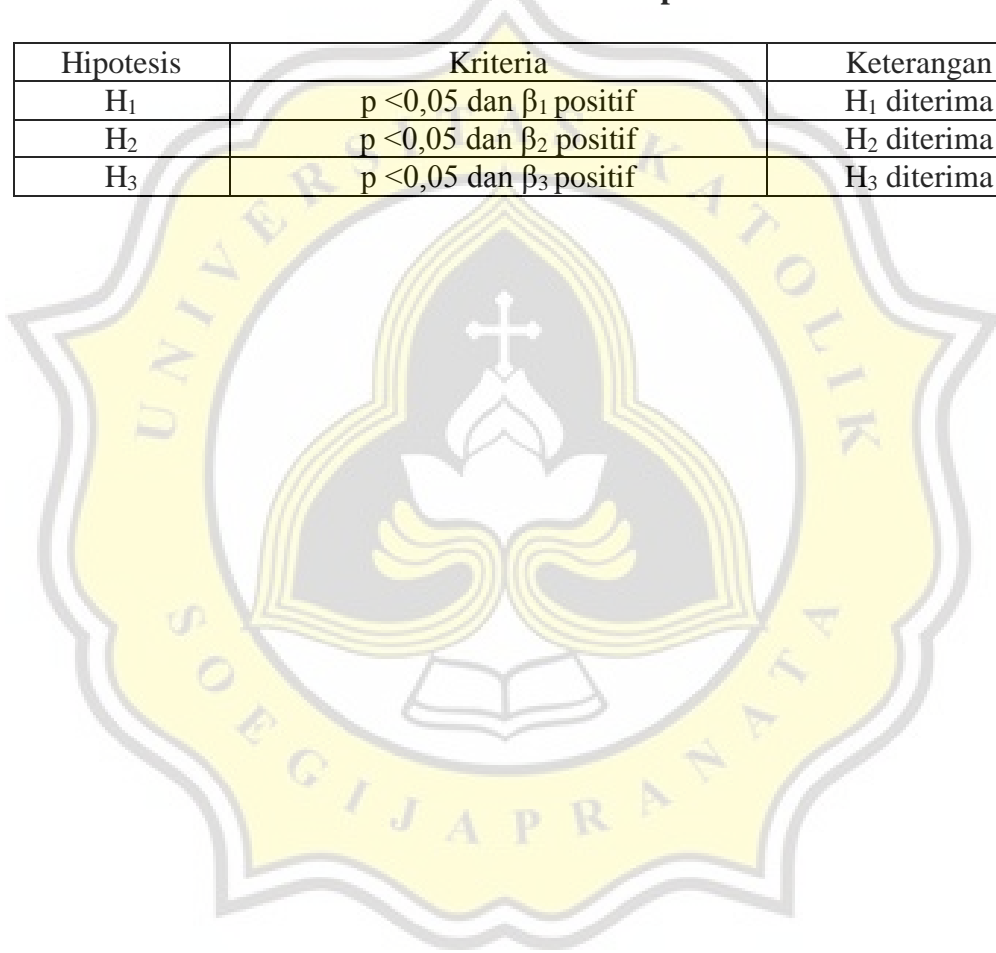 Hipotesis Kriteria Keterangan
H₁ p <0,05 dan β₁ positif H₁ diterima
H₂ p <0,05 dan β₂ positif H₂ diterima
H₃ p <0,05 dan β₃ positif H₃ diterima
UNIVERSITAS KATOLIK
SOEGIJAPRANATA